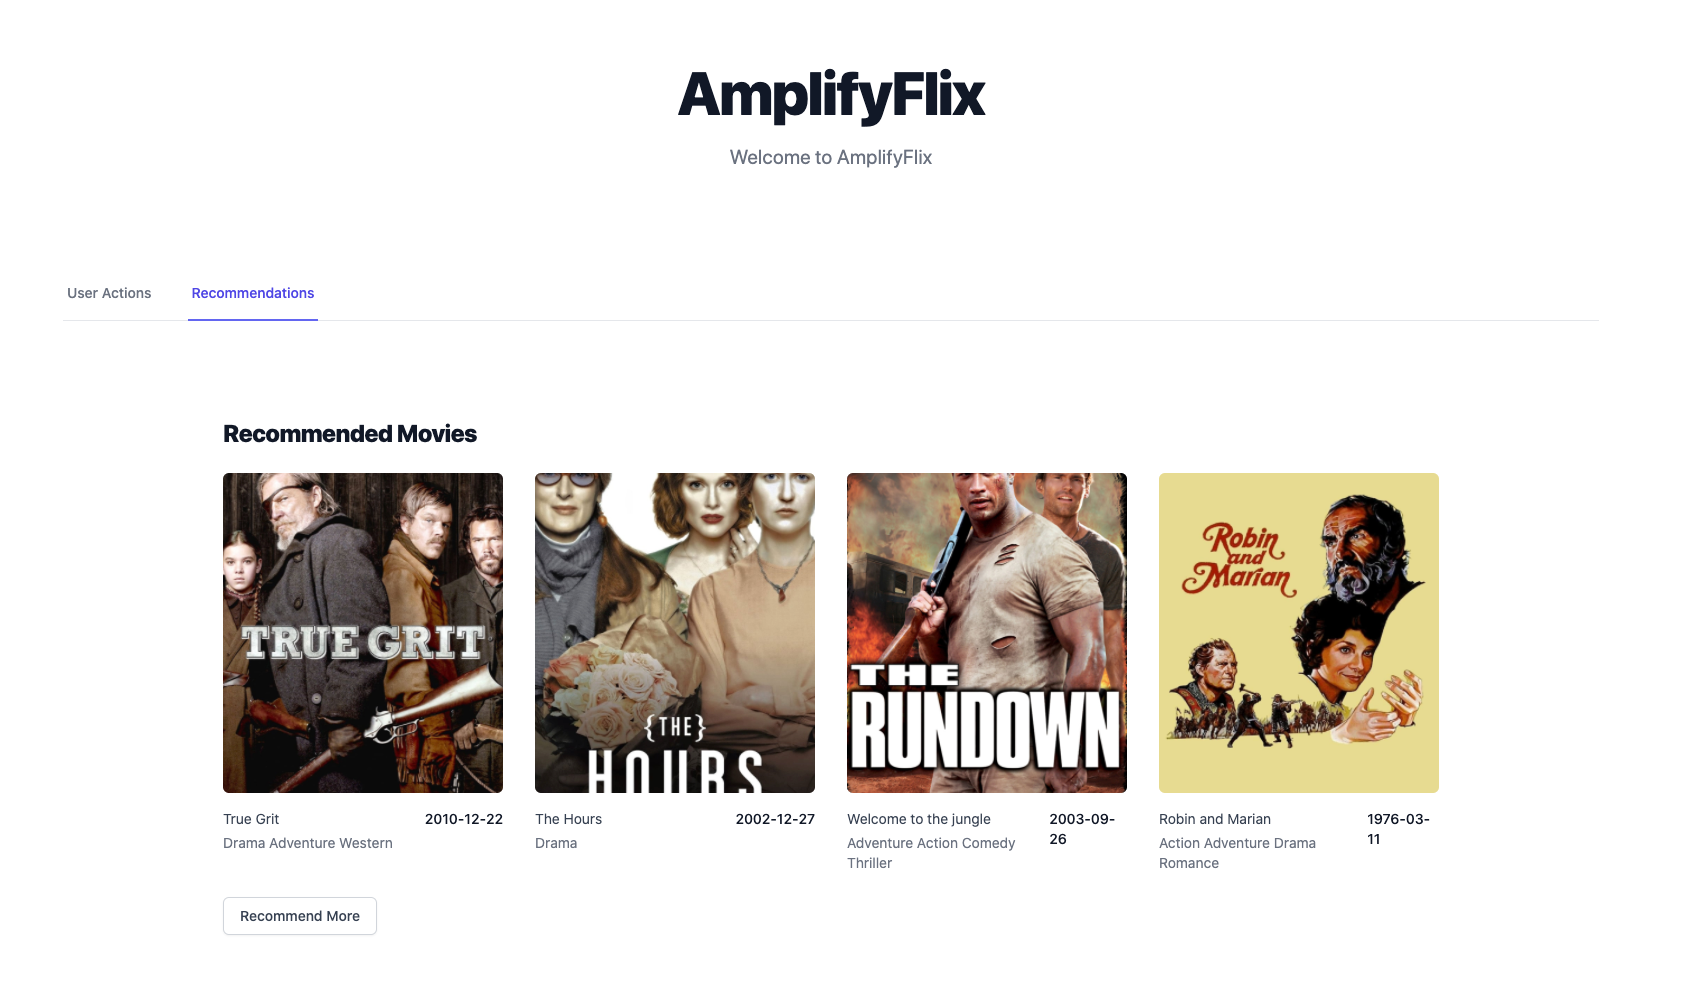 AmplifyFlix
Welcome to AmplifyFlix
User Actions
Recommendations
Recommended Movies
TRUE GRIT
{THE}
HOURS
THE
RUNDOWN
Robin
and
Marian
True Grit
2010-12-22
Drama Adventure Western
The Hours
2002-12-27
Drama
Welcome to the jungle
2003-09-
26
Adventure Action Comedy
Thriller
Robin and Marian
1976-03-
11
Action Adventure Drama
Romance
Recommend More